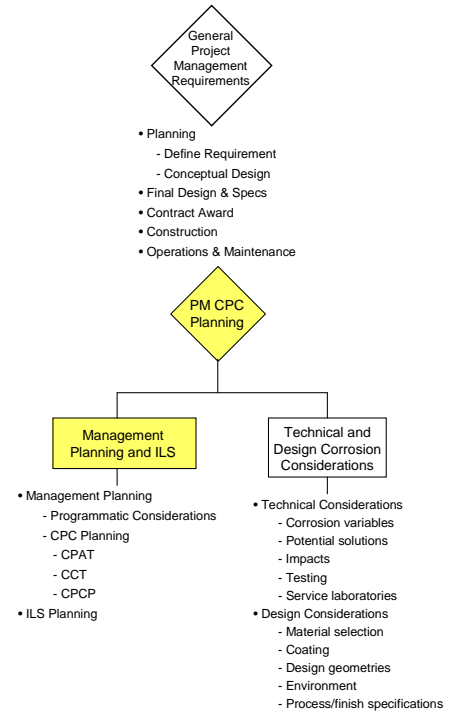 General
Project
Management
Requirements
• Planning
- Define Requirement
- Conceptual Design
• Final Design & Specs
• Contract Award
• Construction
• Operations & Maintenance
PM CPC
Planning
Management
Planning and ILS
• Management Planning
- Programmatic Considerations
- CPC Planning
- CPAT
- CCT
- CPCP
• ILS Planning
Technical and
Design Corrosion
Considerations
• Technical Considerations
- Corrosion variables
- Potential solutions
- Impacts
- Testing
- Service laboratories
• Design Considerations
- Material selection
- Coating
- Design geometries
- Environment
- Process/finish specifications